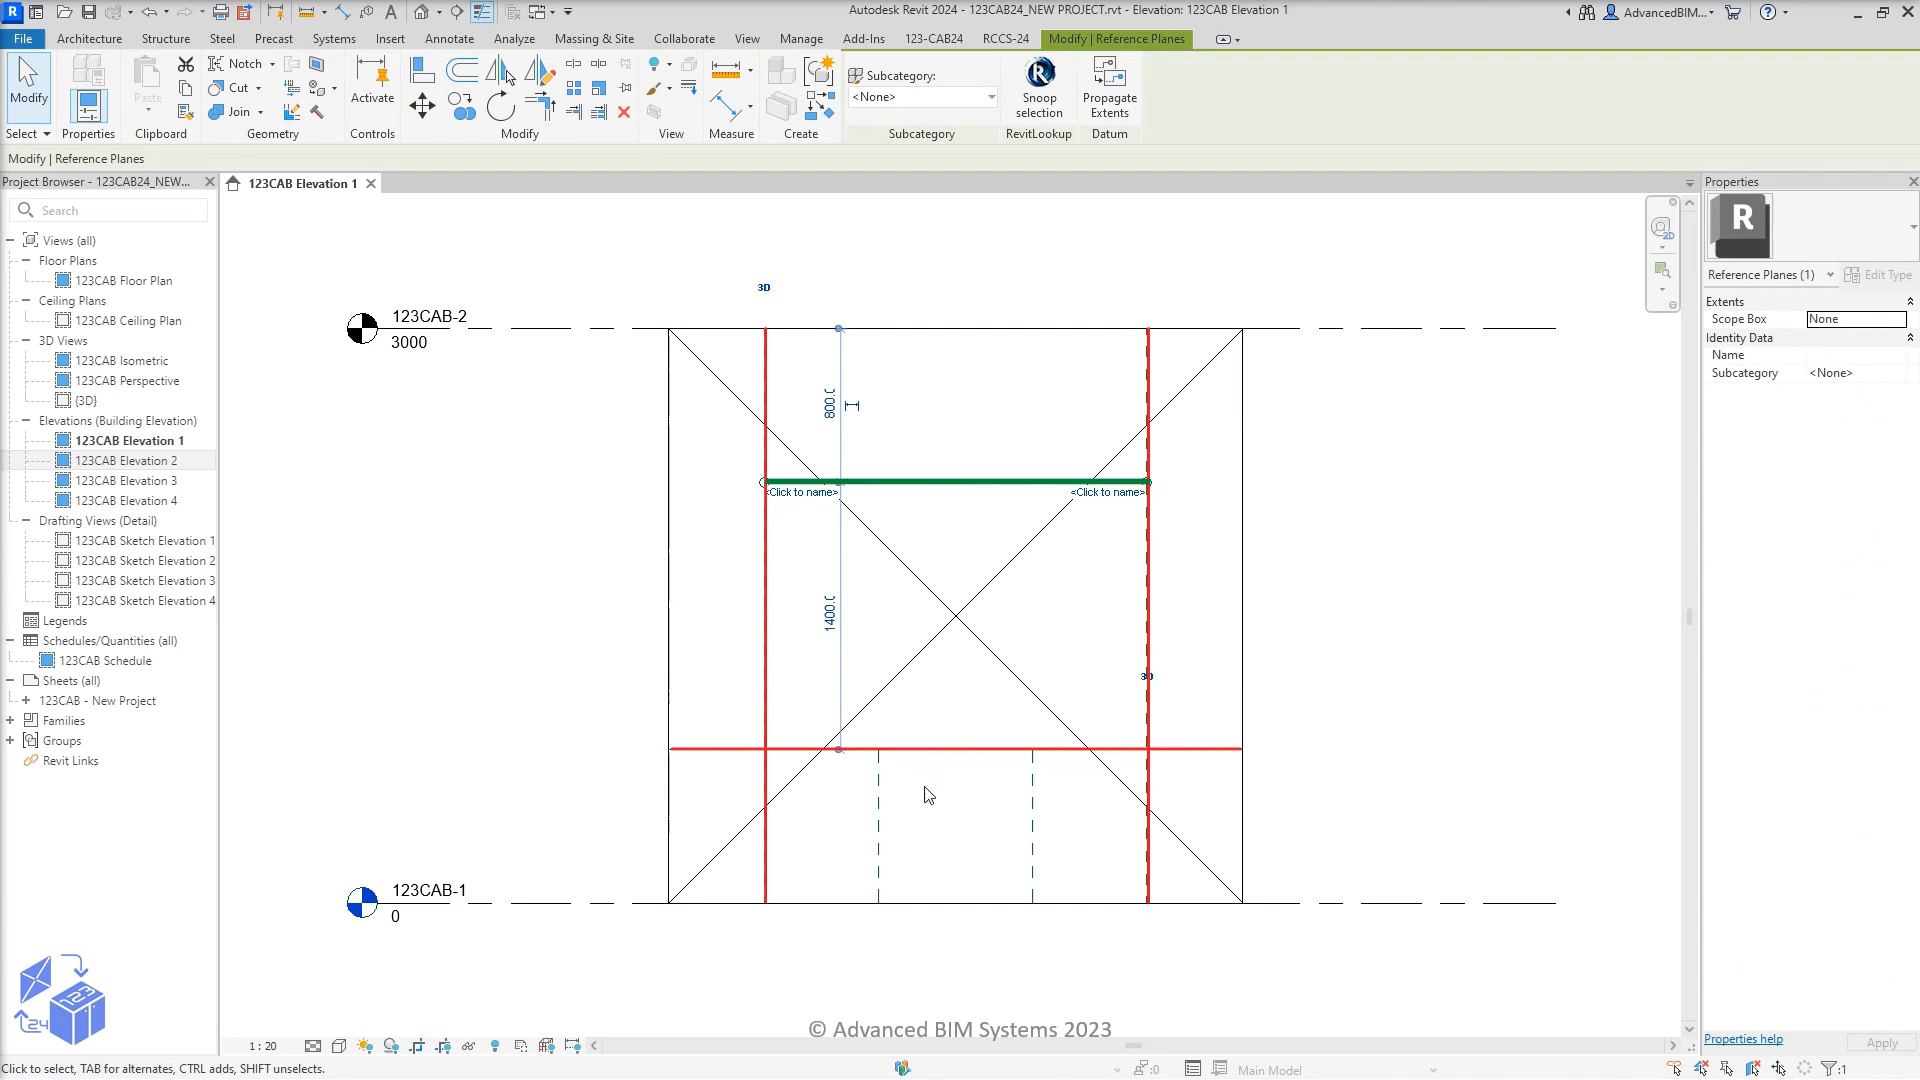 Autodesk Revit 2024 - 123CAB24_NEW PROJECT.rvt - Elevation: 123CAB Elevation 1
AdvancedBIM...
File Architecture Structure Steel Precast Systems Insert Annotate Analyze Massing & Site Collaborate View Manage Add-Ins 123-CAB24 RCCS-24 Modify | Reference Planes
Modify
Paste
Notch
Cut
Join
Activate
Subcategory:
<None>
Snoop selection
Propagate Extents
Select Properties Clipboard Geometry Controls Modify View Measure Create Subcategory RevitLookup Datum
Modify | Reference Planes
Project Browser - 123CAB24_NEW...
Search
Views (all)
Floor Plans
123CAB Floor Plan
Ceiling Plans
123CAB Ceiling Plan
3D Views
123CAB Isometric
123CAB Perspective
{3D}
Elevations (Building Elevation)
123CAB Elevation 1
123CAB Elevation 2
123CAB Elevation 3
123CAB Elevation 4
Drafting Views (Detail)
123CAB Sketch Elevation 1
123CAB Sketch Elevation 2
123CAB Sketch Elevation 3
123CAB Sketch Elevation 4
Legends
Schedules/Quantities (all)
123CAB Schedule
Sheets (all)
123CAB - New Project
Families
Groups
Revit Links
123
24
123CAB Elevation 1
3D
123CAB-2
3000
800.0
<Click to name> <Click to name>
1400.0
3D
123CAB-1
0
2D
© Advanced BIM Systems 2023
1 : 20
Properties
R
Reference Planes (1) Edit Type
Extents
Scope Box None
Identity Data
Name
Subcategory <None>
Properties help Apply
Click to select, TAB for alternates, CTRL adds, SHIFT unselects.
:0
Main Model
:1